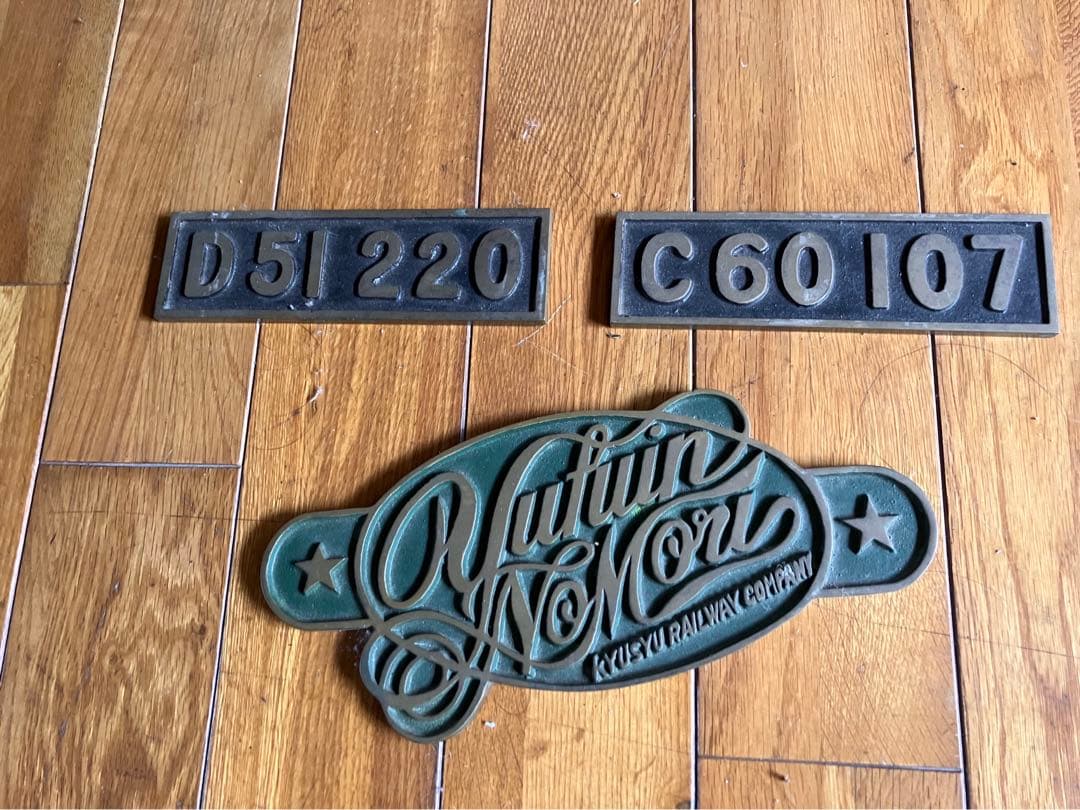 D51 220
C60 107
Yufuin
No Mori
KYUSYU RAILWAY COMPANY